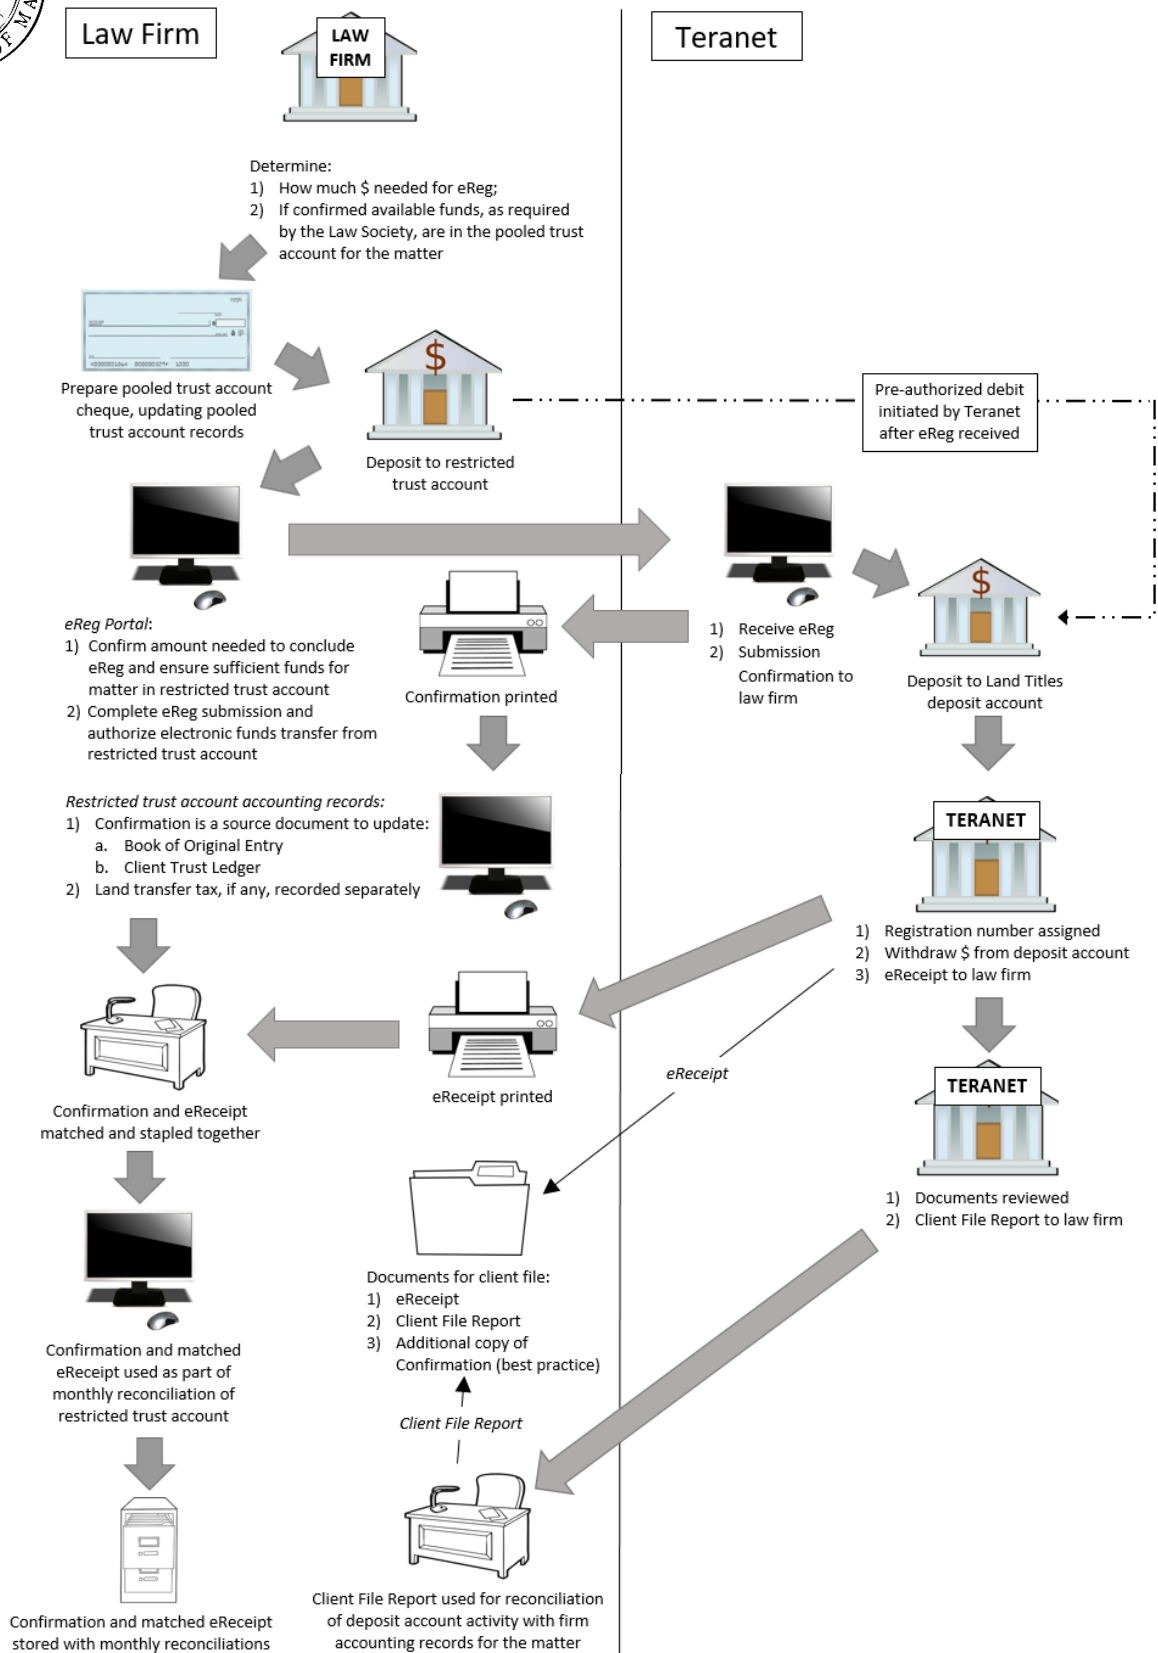 OF MA
Law Firm
LAW
FIRM
Teranet
Determine:
1) How much $ needed for eReg;
2) If confirmed available funds, as required
by the Law Society, are in the pooled trust
account for the matter
Prepare pooled trust account
cheque, updating pooled
trust account records
$
Deposit to restricted
trust account
Pre-authorized debit
initiated by Teranet
after eReg received
eReg Portal:
1) Confirm amount needed to conclude
eReg and ensure sufficient funds for
matter in restricted trust account
2) Complete eReg submission and
authorize electronic funds transfer from
restricted trust account
Confirmation printed
1) Receive eReg
2) Submission
Confirmation to
law firm
$
Deposit to Land Titles
deposit account
Restricted trust account accounting records:
1) Confirmation is a source document to update:
a. Book of Original Entry
b. Client Trust Ledger
2) Land transfer tax, if any, recorded separately
TERANET
1) Registration number assigned
2) Withdraw $ from deposit account
3) eReceipt to law firm
eReceipt printed
eReceipt
Confirmation and eReceipt
matched and stapled together
TERANET
1) Documents reviewed
2) Client File Report to law firm
Documents for client file:
1) eReceipt
2) Client File Report
3) Additional copy of
Confirmation (best practice)
Confirmation and matched
eReceipt used as part of
monthly reconciliation of
restricted trust account
Client File Report
Confirmation and matched eReceipt
stored with monthly reconciliations
Client File Report used for reconciliation
of deposit account activity with firm
accounting records for the matter